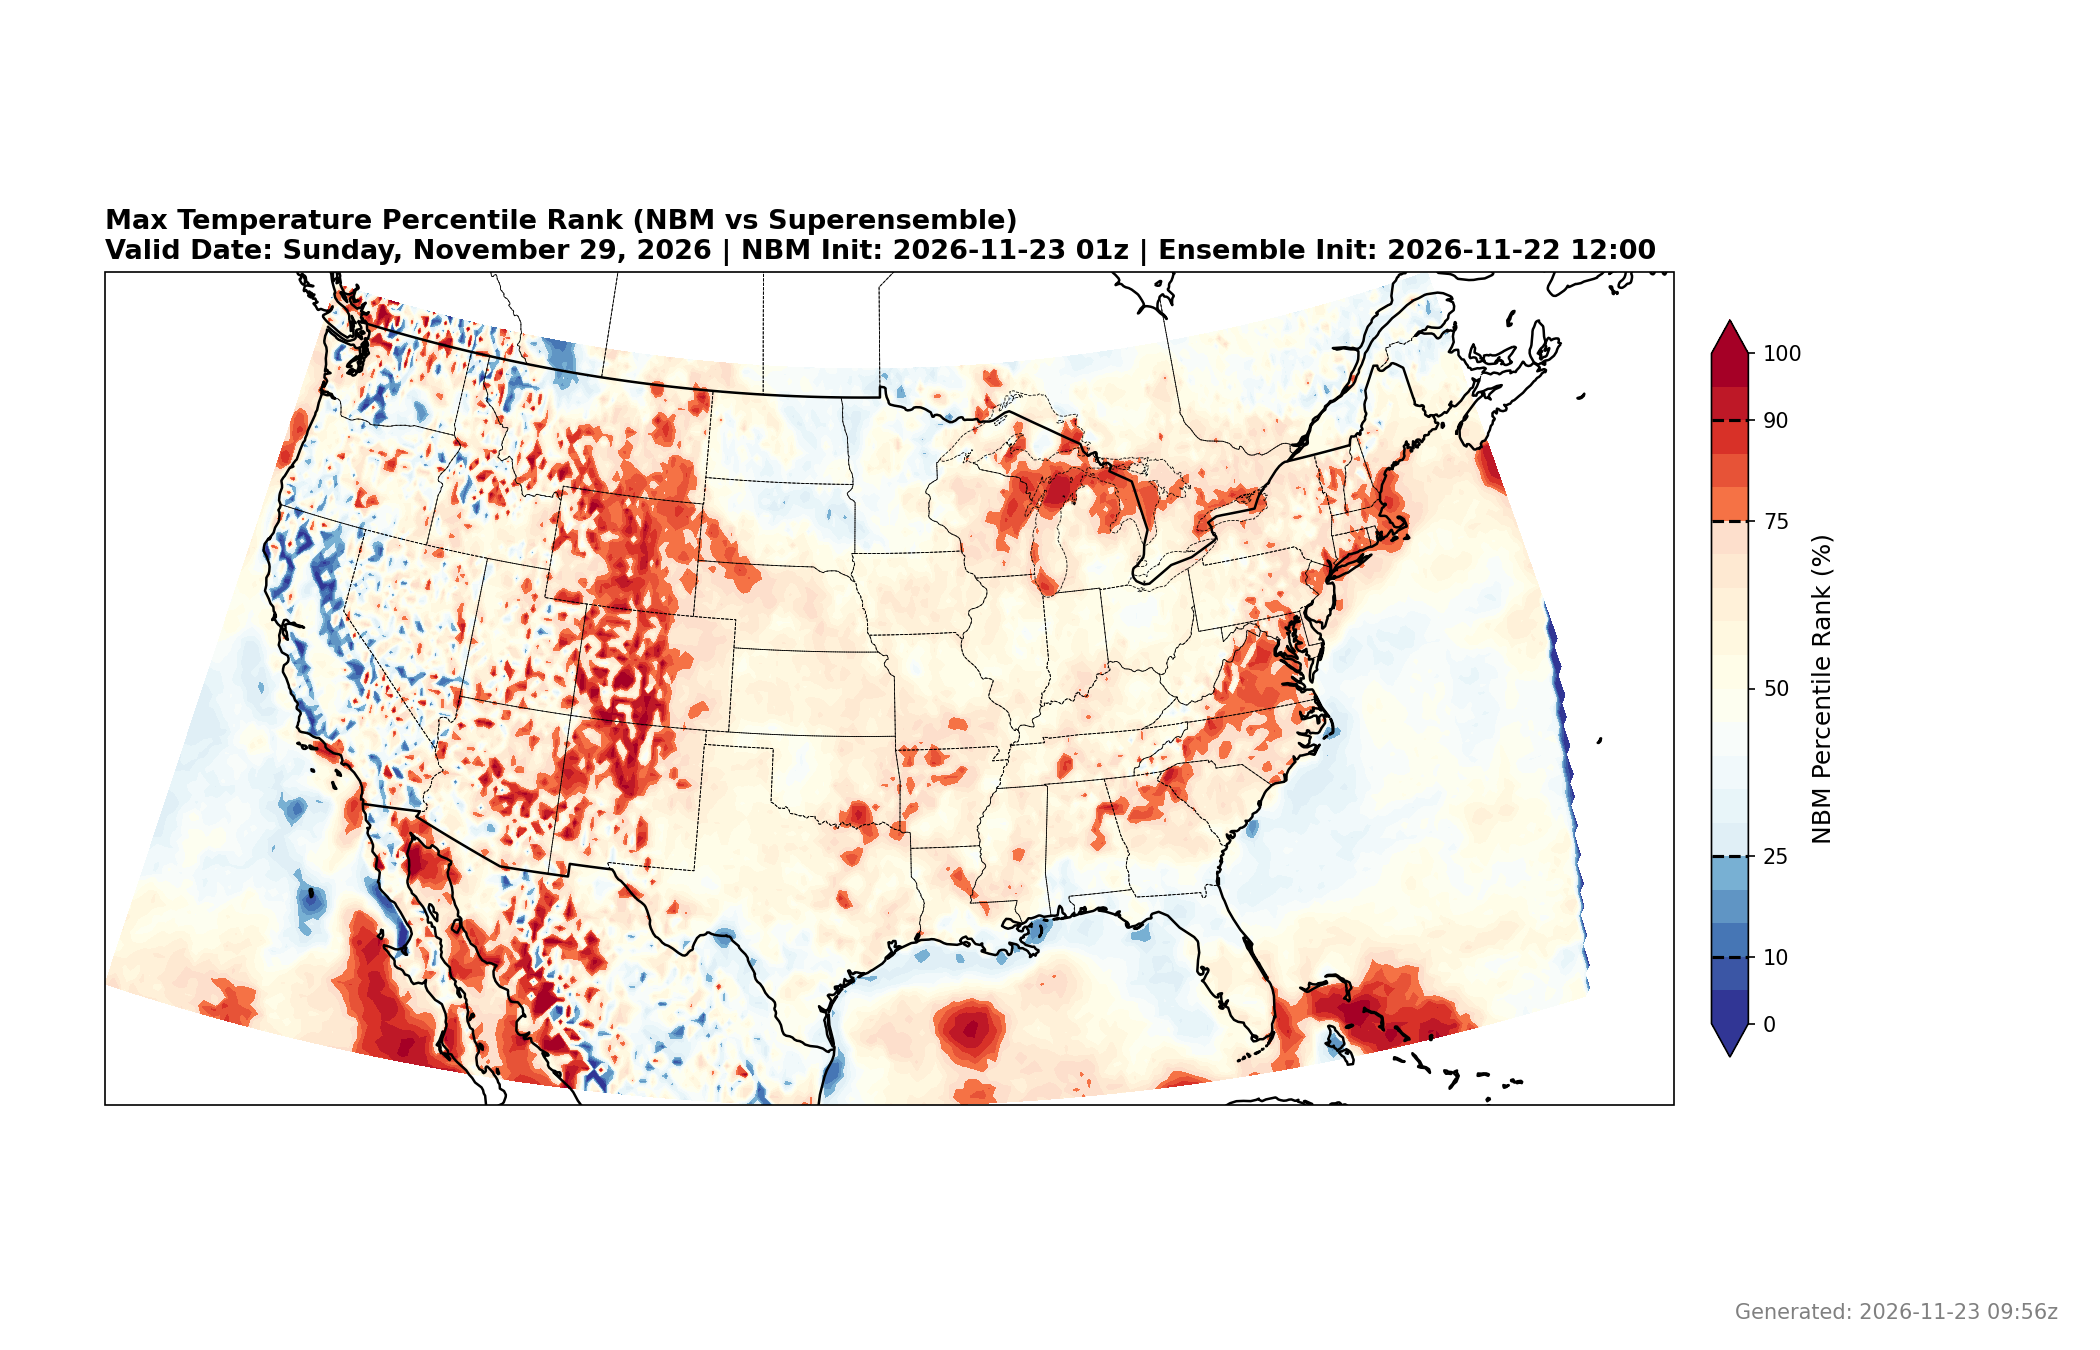 Max Temperature Percentile Rank (NBM vs Superensemble)
Valid Date: Sunday, November 29, 2026 | NBM Init: 2026-11-23 01z | Ensemble Init: 2026-11-22 12:00
100
90
75
50
25
10
0
NBM Percentile Rank (%)
Generated: 2026-11-23 09:56z